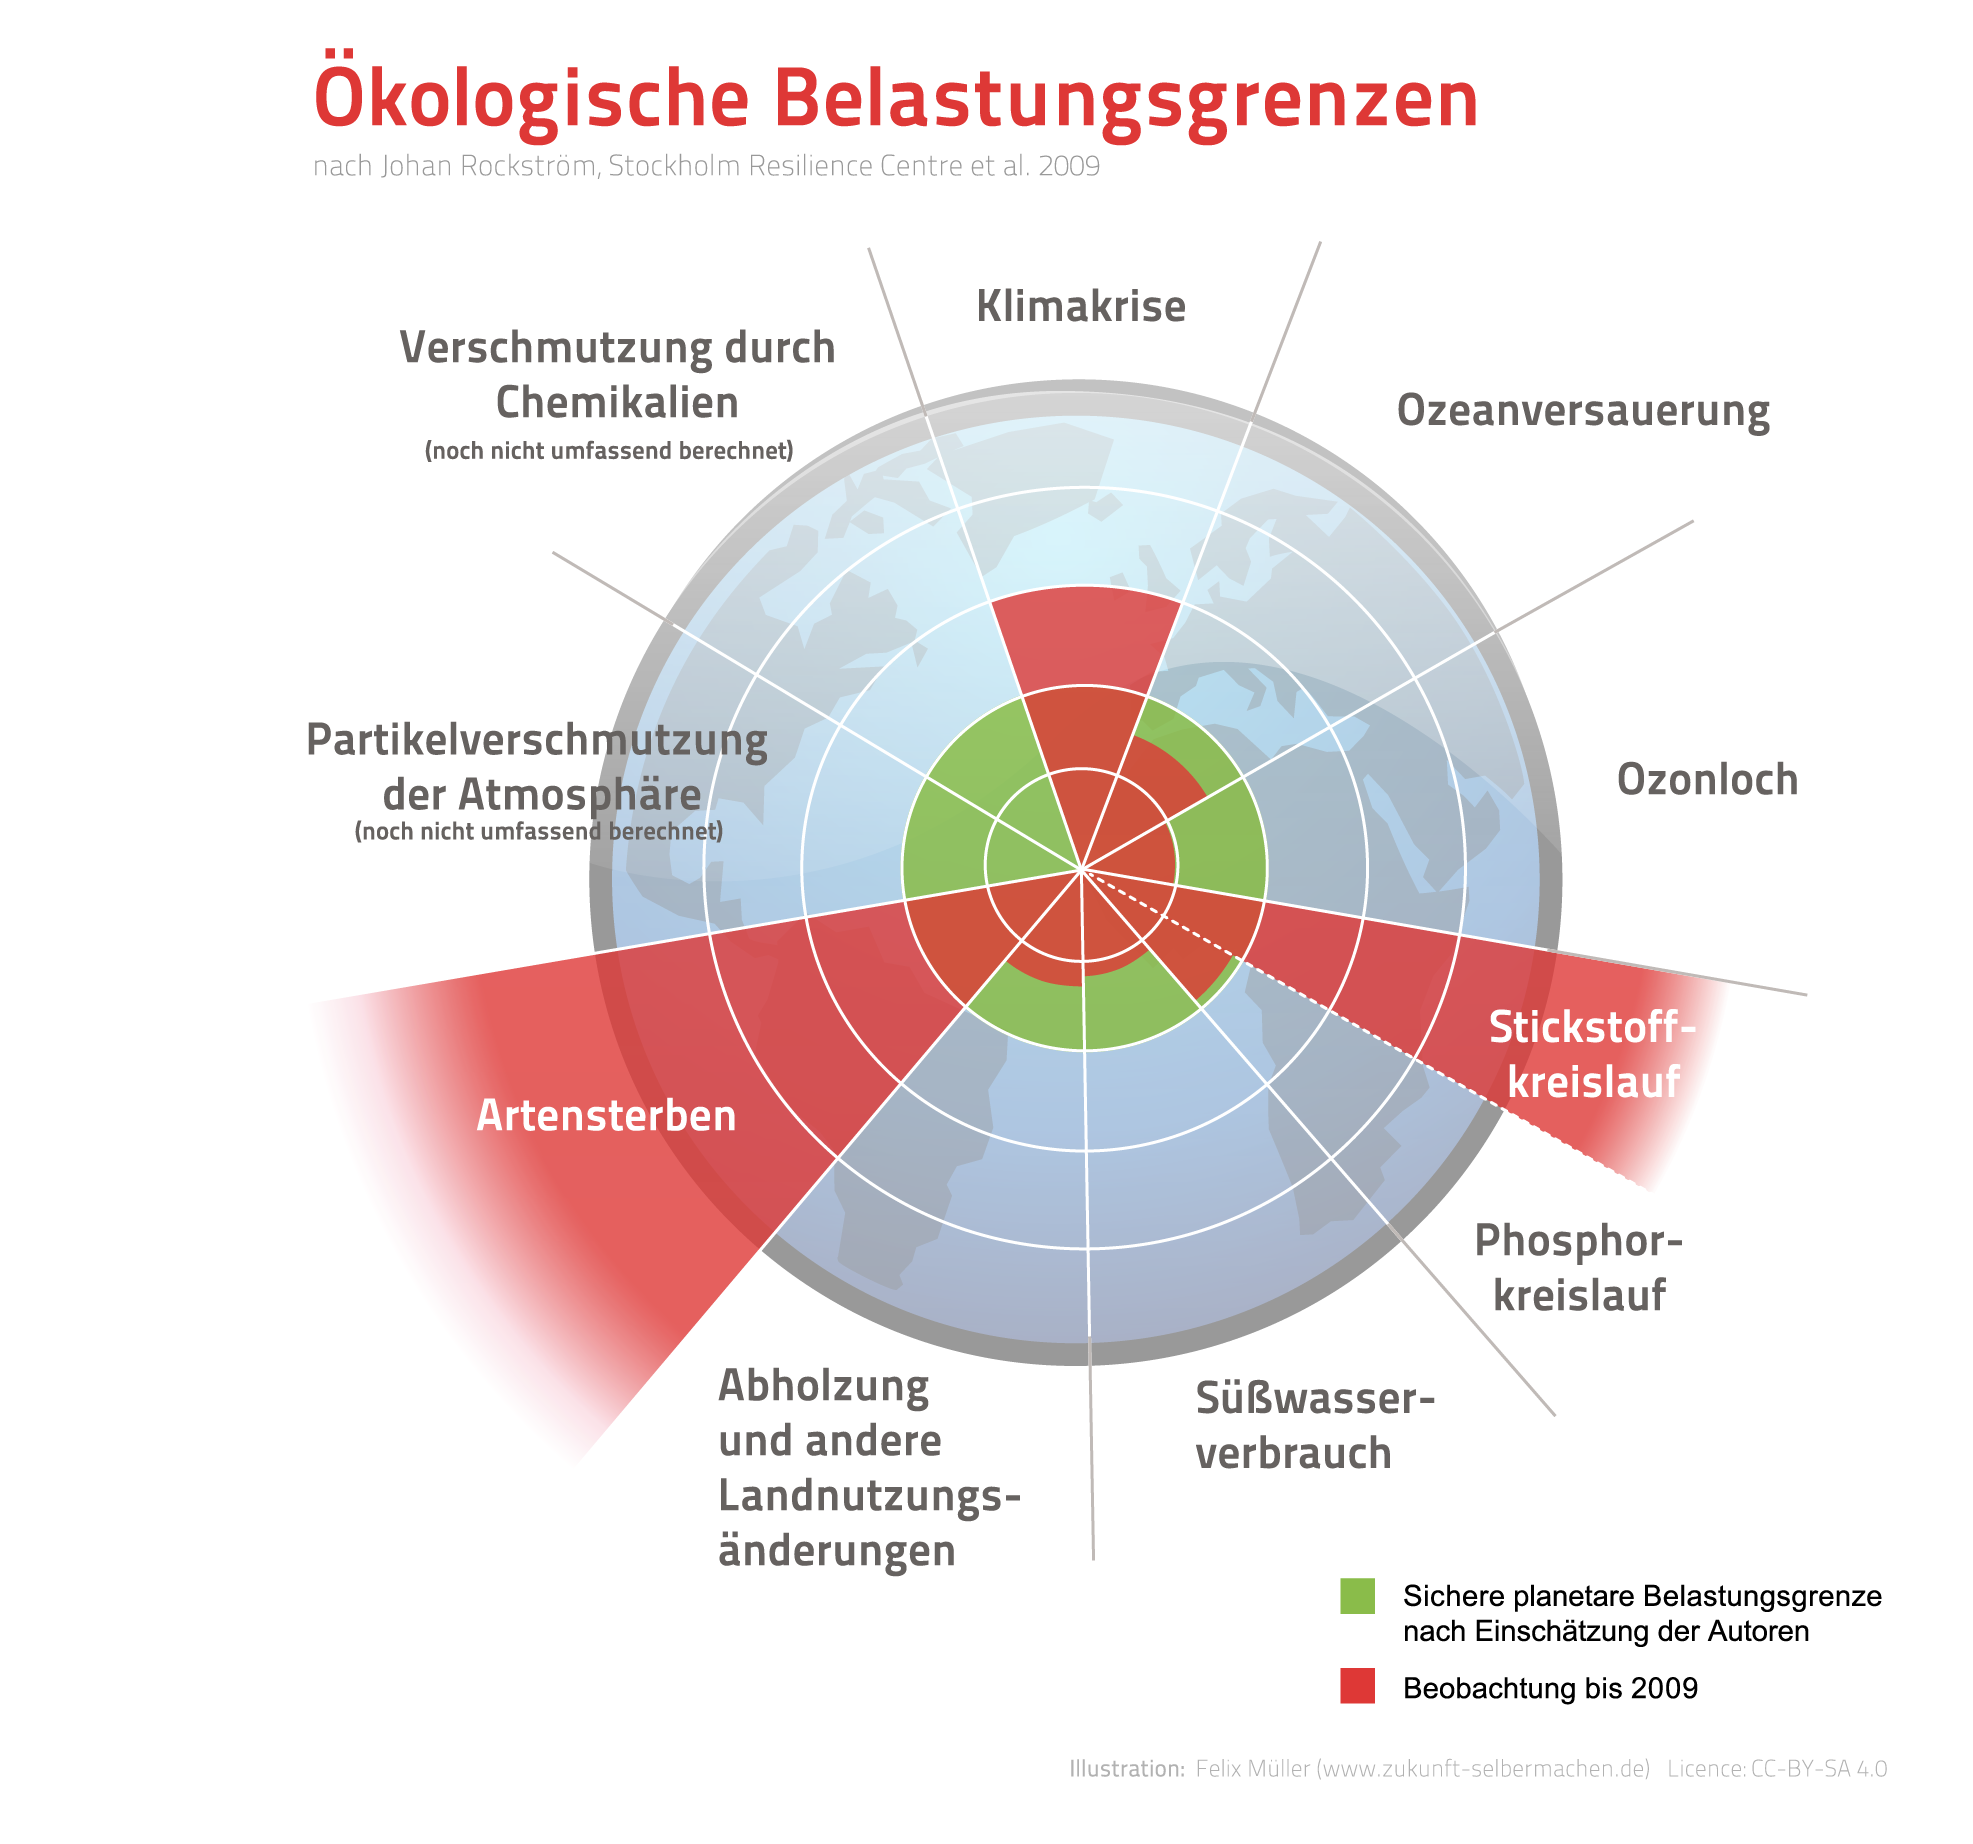 Ökologische Belastungsgrenzen
nach Johan Rockström, Stockholm Resilience Centre et al. 2009
Klimakrise
Verschmutzung durch
Chemikalien
(noch nicht umfassend berechnet)
Ozeanversauerung
Partikelverschmutzung
der Atmosphäre
(noch nicht umfassend berechnet)
Ozonloch
Stickstoff-
kreislauf
Artensterben
Phosphor-
kreislauf
Abholzung
und andere
Landnutzungs-
änderungen
Süßwasser-
verbrauch
Sichere planetare Belastungsgrenze
nach Einschätzung der Autoren
Beobachtung bis 2009
Illustration: Felix Müller (www.zukunft-selbermachen.de) Licence: CC-BY-SA 4.0